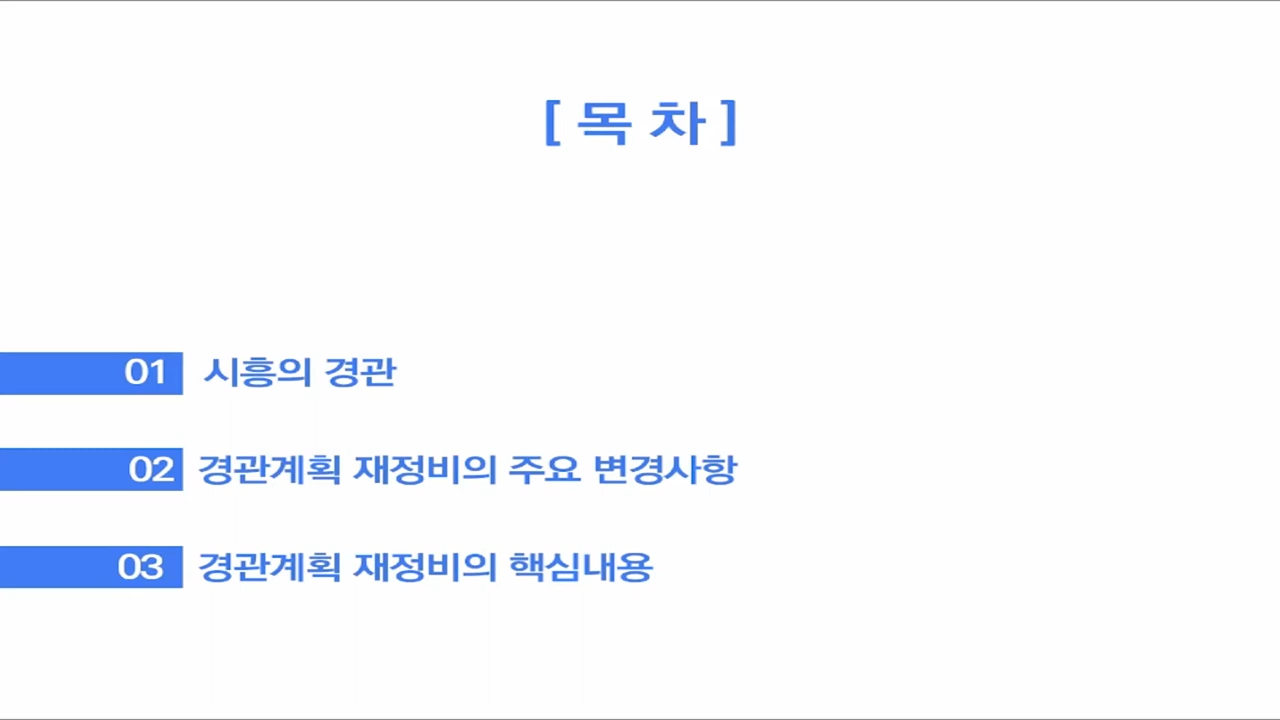 [ 목 차 ]
01 시흥의 경관
02 경관계획 재정비의 주요 변경사항
03 경관계획 재정비의 핵심내용